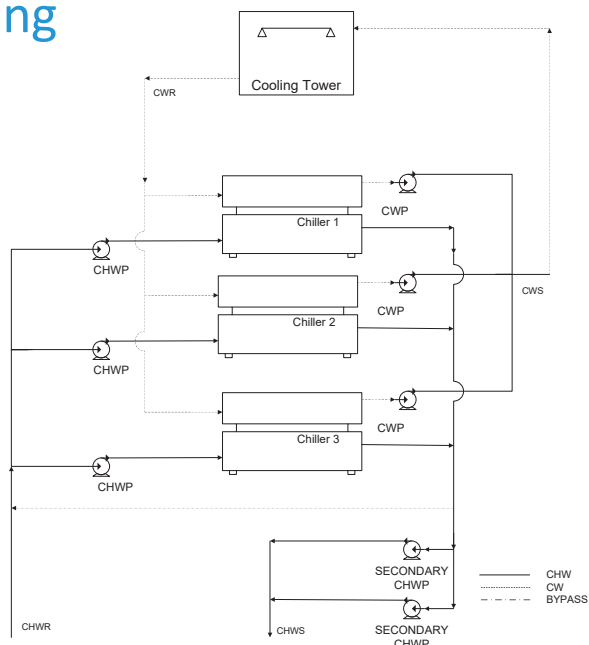 ng
Cooling Tower
CWR
Chiller 1
CWP
CHWP
Chiller 2
CWP
CWS
CHWP
Chiller 3
CWP
CHWP
SECONDARY
CHWP
CHW
CW
BYPASS
CHWR
CHWS
SECONDARY
CHWP